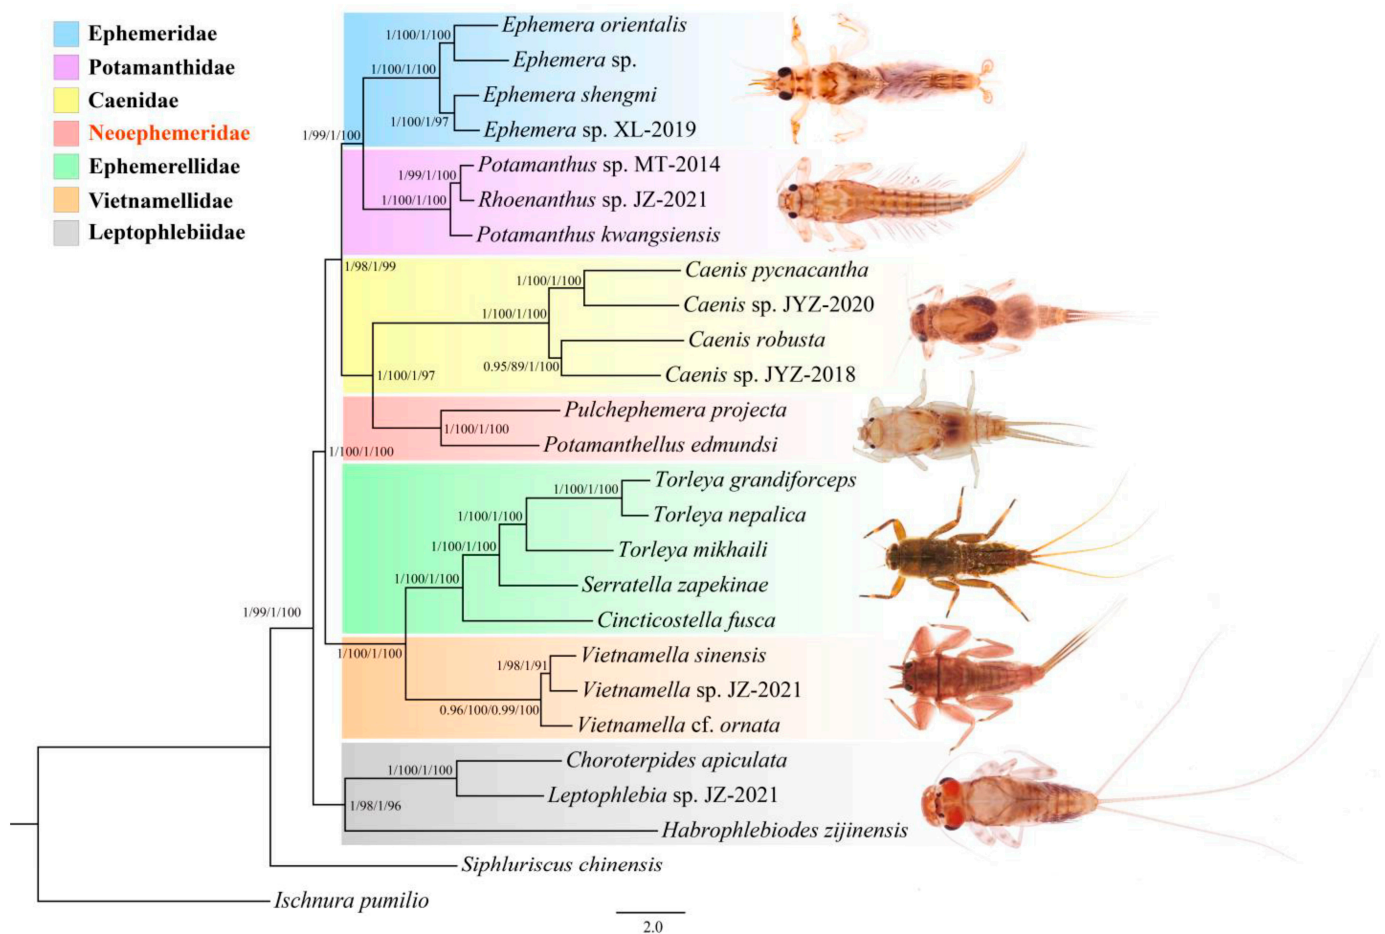 Ephemeridae
Potamanthidae
Caenidae
Neoephemeridae
Ephemerellidae
Vietnamellidae
Leptophlebiidae
Ephemera orientalis
1/100/1/100
Ephemera sp.
1/100/1/100
Ephemera shengmi
1/100/1/97
Ephemera sp. XL-2019
1/99/1/100
Potamanthus sp. MT-2014
1/99/1/100
Rhoenanthus sp. JZ-2021
1/100/1/100
Potamanthus kwangsiensis
1/98/1/99
Caenis pycnacantha
1/100/1/100
Caenis sp. JYZ-2020
1/100/1/100
Caenis robusta
0.95/89/1/100
Caenis sp. JYZ-2018
1/100/1/97
Pulchephemera projecta
1/100/1/100
Potamanthellus edmundsi
1/100/1/100
Torleya grandiforceps
1/100/1/100
Torleya nepalica
1/100/1/100
Torleya mikhaili
1/100/1/100
Serratella zapekinae
1/100/1/100
Cincticostella fusca
1/99/1/100
1/100/1/100
Vietnamella sinensis
1/98/1/91
Vietnamella sp. JZ-2021
0.96/100/0.99/100
Vietnamella cf. ornata
Choroterpides apiculata
1/100/1/100
Leptophlebia sp. JZ-2021
1/98/1/96
Habrophlebiodes zijinensis
Siphluriscus chinensis
Ischnura pumilio
2.0